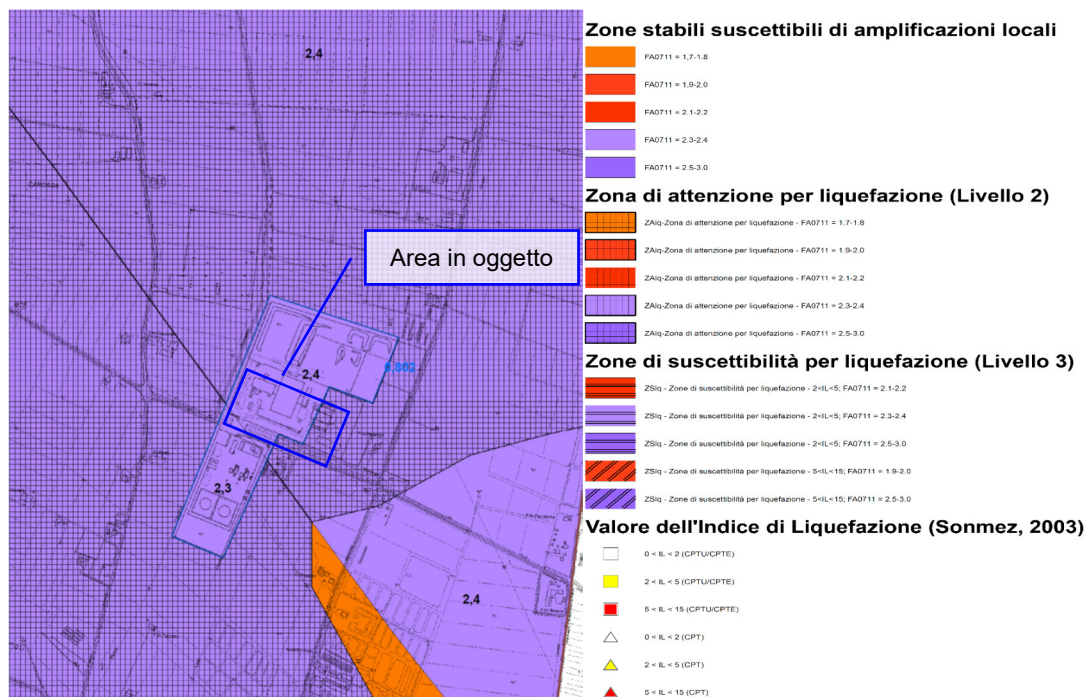 2,4
CANOSSA
Area in oggetto
0,802
2,4
2,3
2,4
Zone stabili suscettibili di amplificazioni locali
FA0711 = 1,7-1.8
FA0711 = 1,9-2.0
FA0711 = 2.1-2.2
FA0711 = 2.3-2.4
FA0711 = 2.5-3.0
Zona di attenzione per liquefazione (Livello 2)
ZAlq-Zona di attenzione per liquefazione - FA0711 = 1.7-1.8
ZAlq-Zona di attenzione per liquefazione - FA0711 = 1.9-2.0
ZAlq-Zona di attenzione per liquefazione - FA0711 = 2.1-2.2
ZAlq-Zona di attenzione per liquefazione - FA0711 = 2.3-2.4
ZAlq-Zona di attenzione per liquefazione - FA0711 = 2.5-3.0
Zone di suscettibilità per liquefazione (Livello 3)
ZSlq - Zone di suscettibilità per liquefazione - 2<IL<5; FA0711 = 2.1-2.2
ZSlq - Zone di suscettibilità per liquefazione - 2<IL<5; FA0711 = 2.3-2.4
ZSlq - Zone di suscettibilità per liquefazione - 2<IL<5; FA0711 = 2.5-3.0
ZSlq - Zone di suscettibilità per liquefazione - 5<IL<15; FA0711 = 1.9-2.0
ZSlq - Zone di suscettibilità per liquefazione - 5<IL<15; FA0711 = 2.5-3.0
Valore dell'Indice di Liquefazione (Sonmez, 2003)
0 < IL < 2 (CPTU/CPTE)
2 < IL < 5 (CPTU/CPTE)
5 < IL < 15 (CPTU/CPTE)
0 < IL < 2 (CPT)
2 < IL < 5 (CPT)
5 < IL < 15 (CPT)